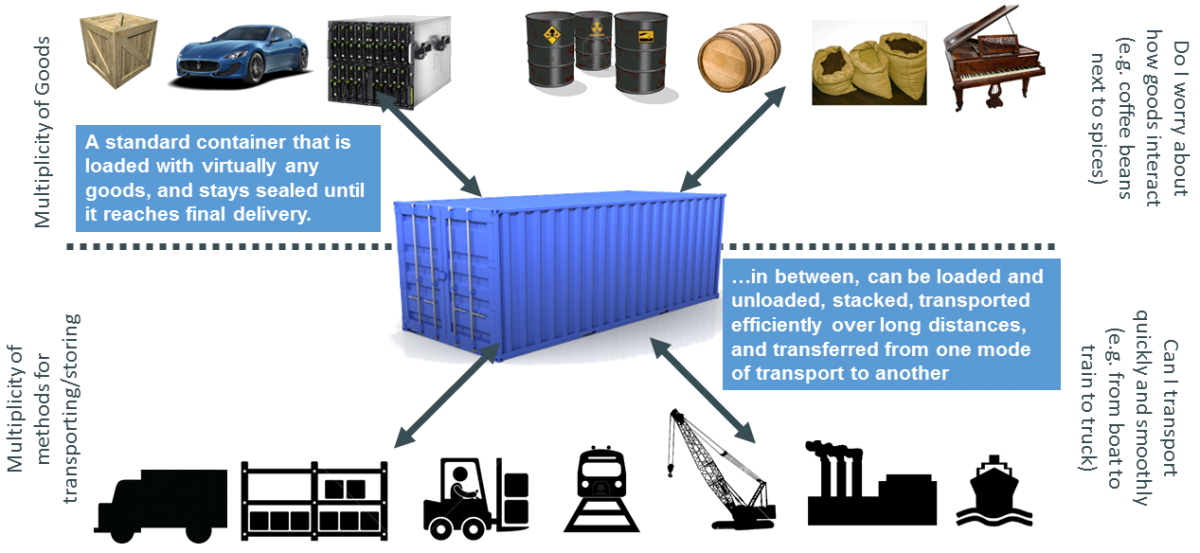 Multiplicity of Goods
A standard container that is
loaded with virtually any
goods, and stays sealed until
it reaches final delivery.
Do I worry about
how goods interact
(e.g. coffee beans
next to spices)
Multiplicity of
methods for
transporting/storing
…in between, can be loaded and
unloaded, stacked, transported
efficiently over long distances,
and transferred from one mode
of transport to another
Can I transport
quickly and smoothly
(e.g. from boat to
train to truck)